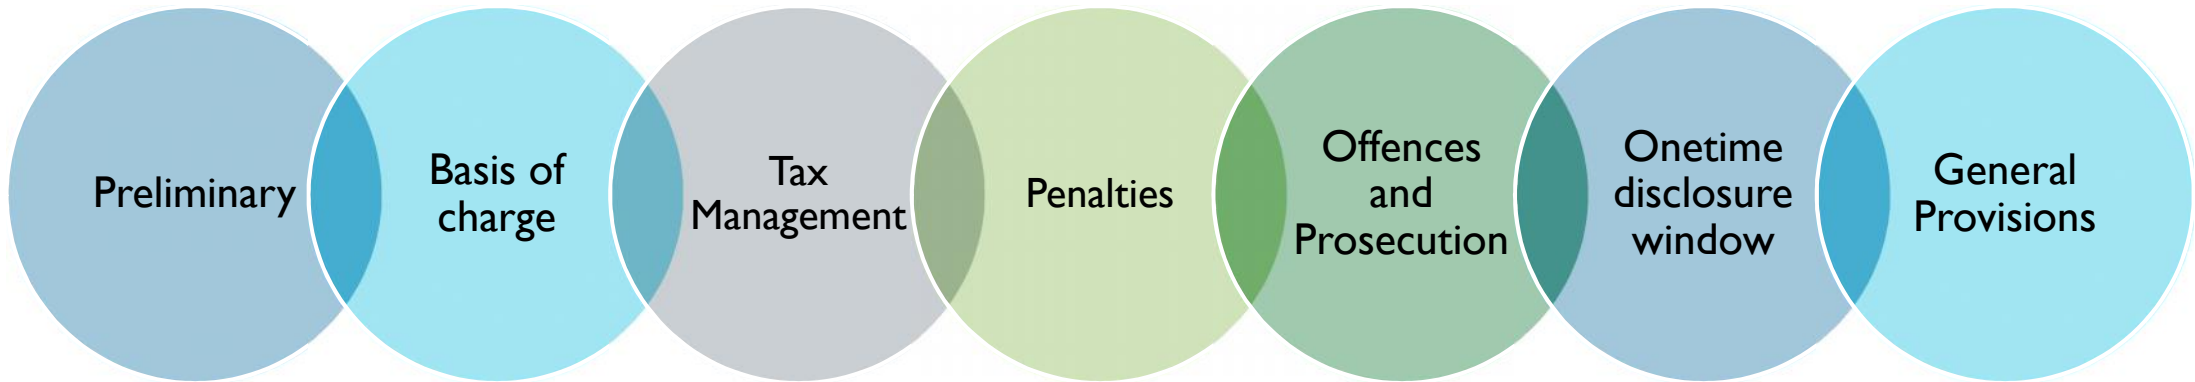 Preliminary
Basis of
charge
Tax
Management
Penalties
Offences
and
Prosecution
Onetime
disclosure
window
General
Provisions